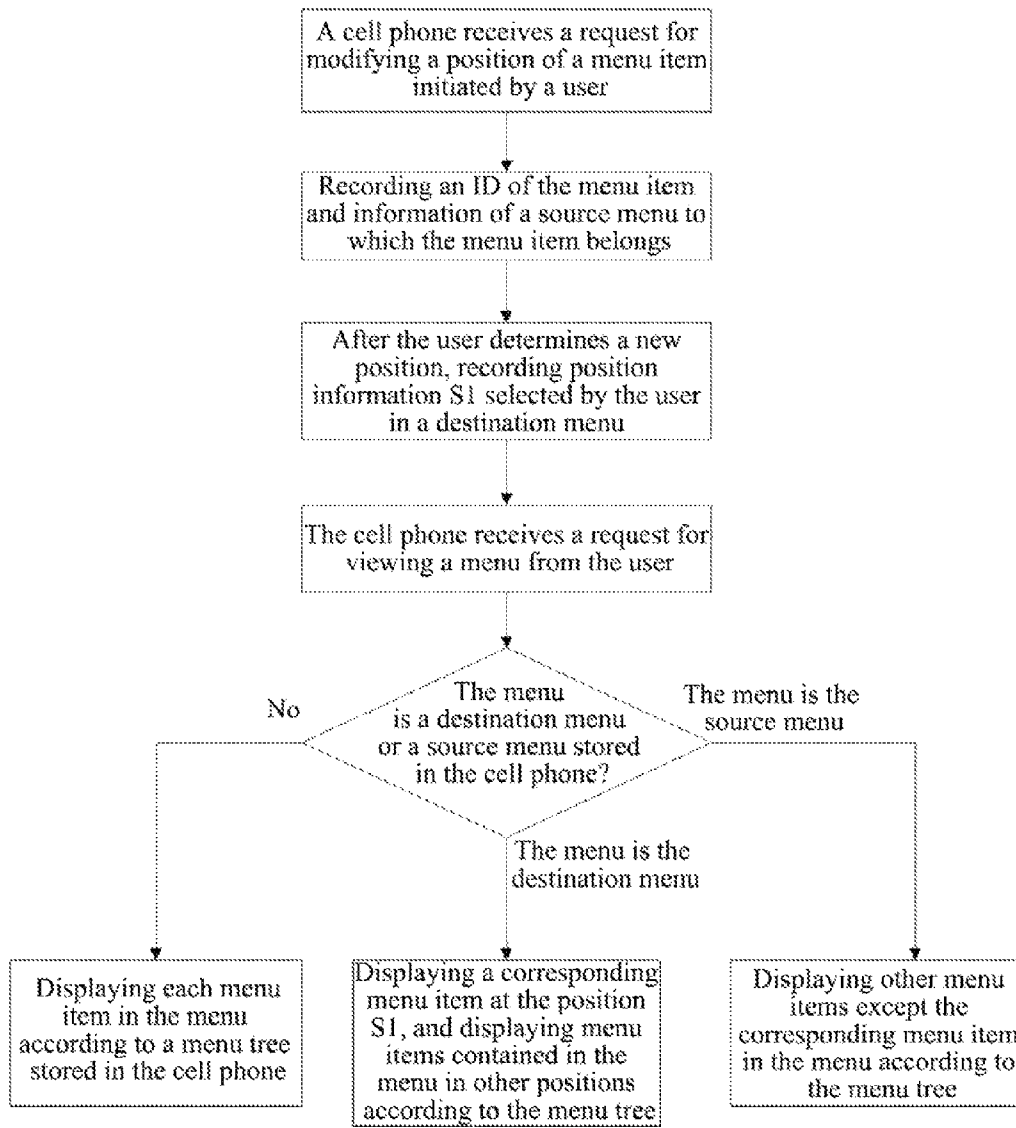 A cell phone receives a request for
modifying a position of a menu item
initiated by a user
Recording an ID of the menu item
and information of a source menu to
which the menu item belongs
After the user determines a new
position, recording position
information S1 selected by the user
in a destination menu
The cell phone receives a request for
viewing a menu from the user
The menu
is a destination menu
or a source menu stored
in the cell phone?
No
The menu is the
source menu
The menu is the
destination menu
Displaying each menu
item in the menu
according to a menu tree
stored in the cell phone
Displaying a corresponding
menu item at the position
S1, and displaying menu
items contained in the
menu in other positions
according to the menu tree
Displaying other menu
items except the
corresponding menu item
in the menu according to
the menu tree